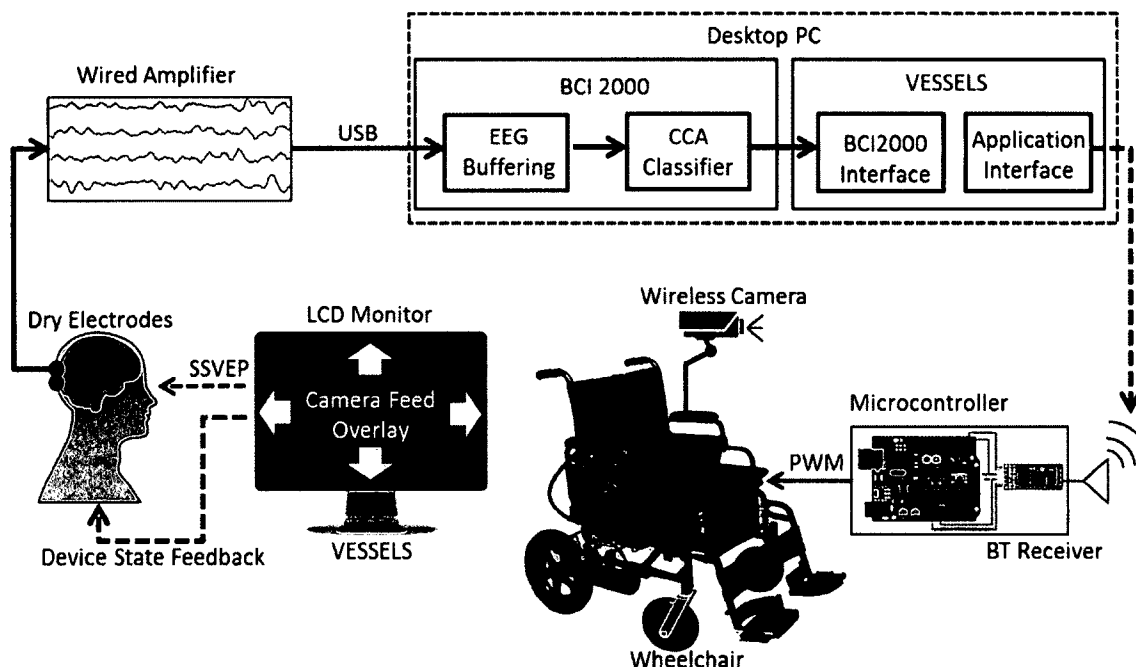 Desktop PC
Wired Amplifier
BCI 2000
VESSELS
USB
EEG
Buffering
CCA
Classifier
BCI2000
Interface
Application
Interface
Wireless Camera
Dry Electrodes
LCD Monitor
SSVEP
Camera Feed
Overlay
Microcontroller
PWM
Device State Feedback
VESSELS
BT Receiver
Wheelchair